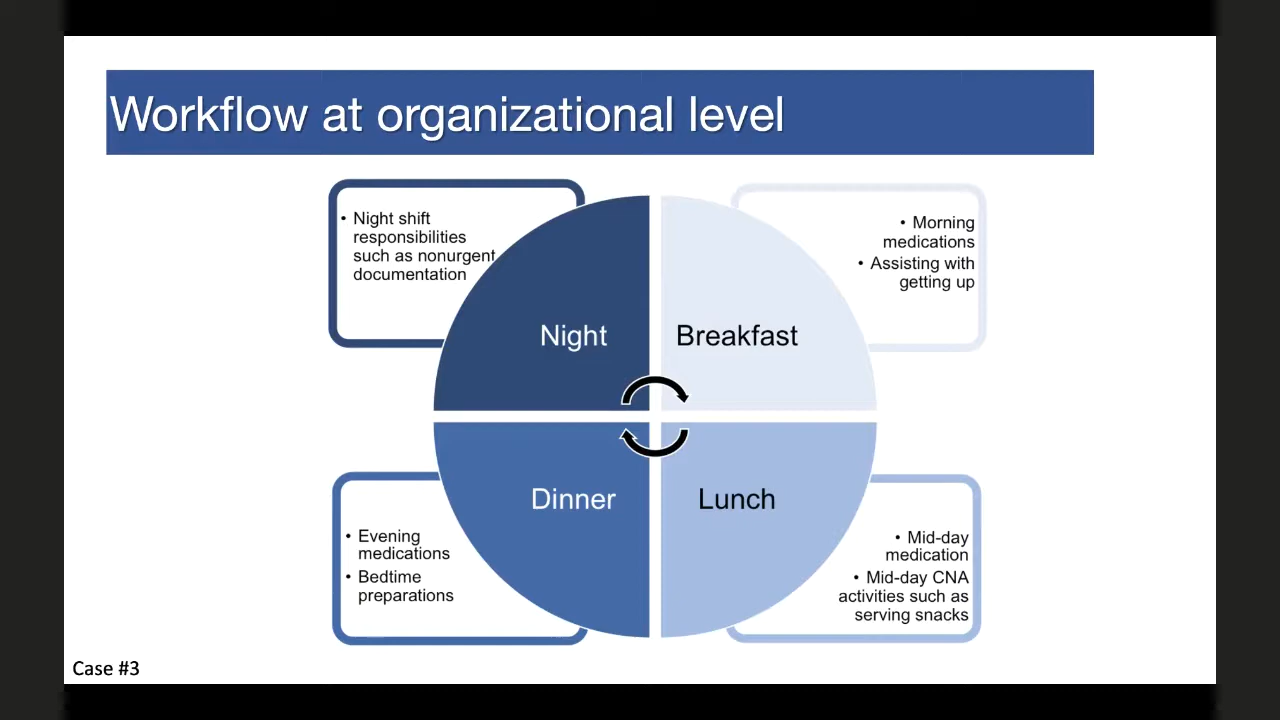 Workflow at organizational level
• Night shift
responsibilities
such as nonurgent
documentation
• Morning
medications
• Assisting with
getting up
Night
Breakfast
Dinner
Lunch
• Evening
medications
• Bedtime
preparations
• Mid-day
medication
• Mid-day CNA
activities such as
serving snacks
Case #3